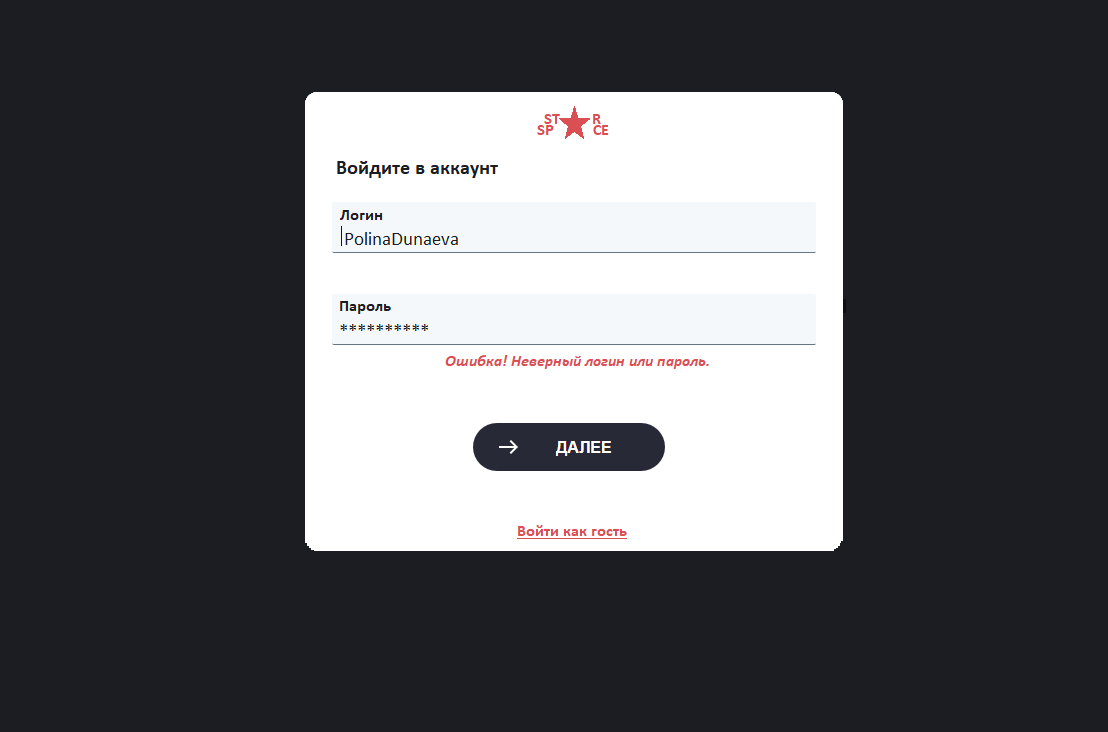 ST R
SP CE
Войдите в аккаунт
Логин
PolinaDunaeva
Пароль
**********
Ошибка! Неверный логин или пароль.
→ ДАЛЕЕ
Войти как гость